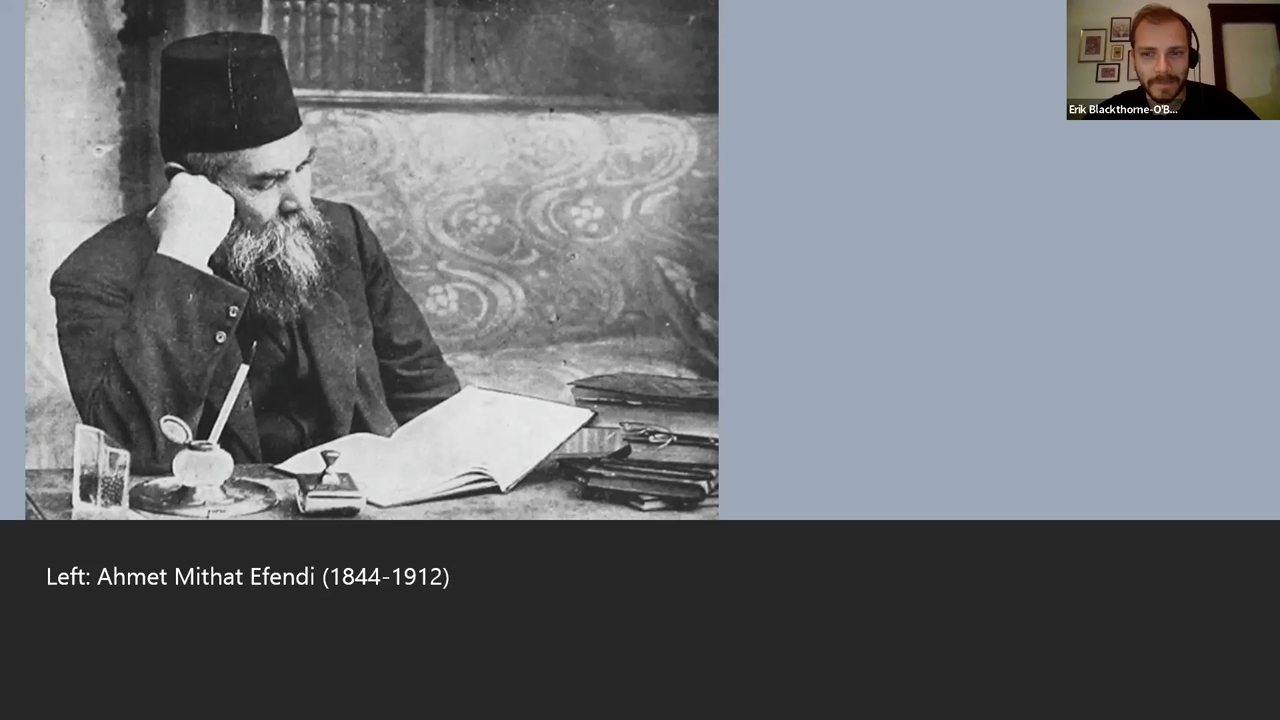 Erik Blackthorne-O'B...
Left: Ahmet Mithat Efendi (1844-1912)